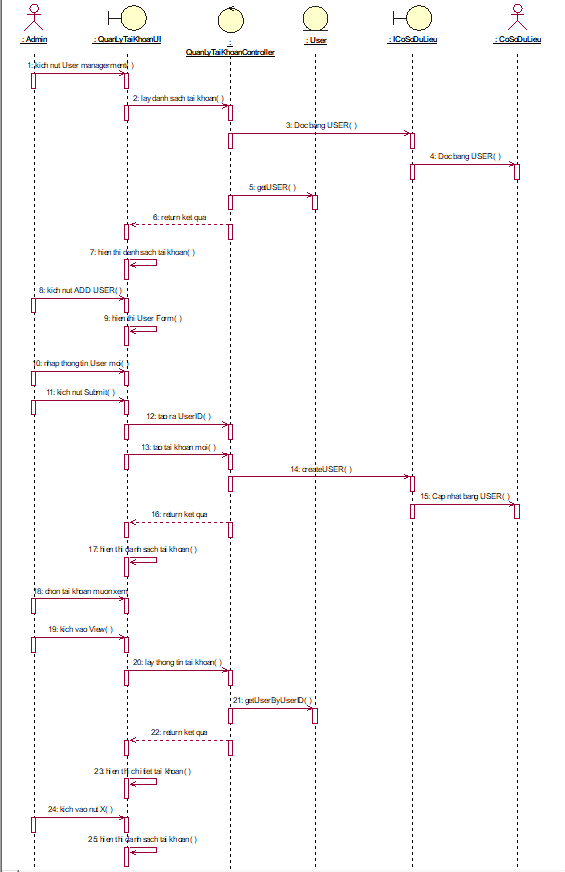 : Admin
: QuanLyTaiKhoanUI
:
QuanLyTaiKhoanController
: User
: ICoSoDuLieu
: CoSoDuLieu
1: kich nut User managerment( )
2: lay danh sach tai khoan( )
3: Doc bang USER( )
4: Doc bang USER( )
5: getUSER( )
6: return ket qua
7: hien thi danh sach tai khoan( )
8: kich nut ADD USER( )
9: hien thi User Form( )
10: nhap thong tin User moi( )
11: kich nut Submit( )
12: tao ra UserID( )
13: tao tai khoan moi( )
14: createUSER( )
15: Cap nhat bang USER( )
16: return ket qua
17: hien thi danh sach tai khoan( )
18: chon tai khoan muon xem
19: kich vao View( )
20: lay thong tin tai khoan( )
21: getUserByUserID( )
22: return ket qua
23: hien thi chi tiet tai khoan( )
24: kich vao nut X( )
25: hien thi danh sach tai khoan( )